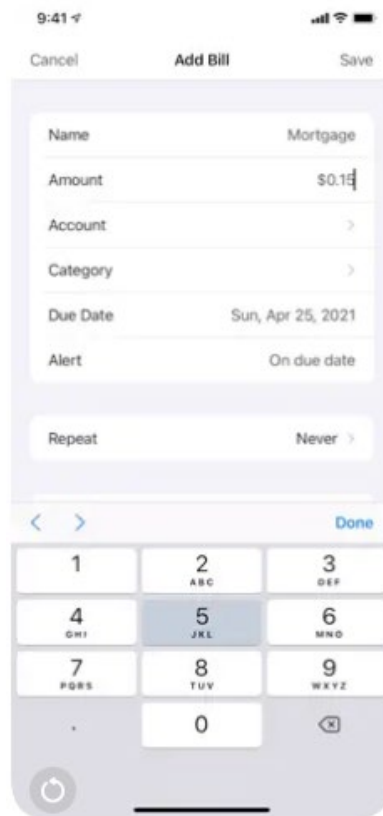 9:41
Cancel Add Bill Save
Name Mortgage
Amount $0.15
Account
Category
Due Date Sun, Apr 25, 2021
Alert On due date
Repeat Never
Done
1 2 3
ABC DEF
4 5 6
GHI JKL MNO
7 8 9
PQRS TUV WXYZ
. 0